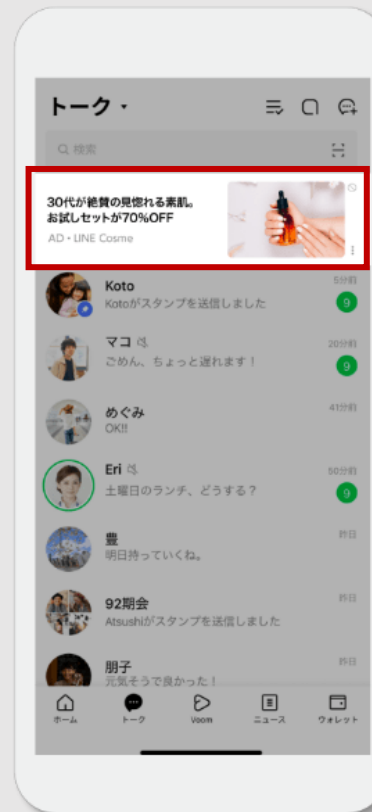 トーク
検索
30代が絶賛の見惚れる素肌。
お試しセットが70%OFF
AD・LINE Cosme
Koto
5分前
Kotoがスタンプを送信しました
9
マコ
20分前
ごめん、ちょっと遅れます!
9
めぐみ
41分前
OK!!
Eri
50分前
土曜日のランチ、どうする?
9
豊
昨日
明日持っていくね。
92期会
昨日
Atsushiがスタンプを送信しました
朋子
昨日
元気そうで良かった!
ホーム
トーク
Voom
ニュース
ウォレット